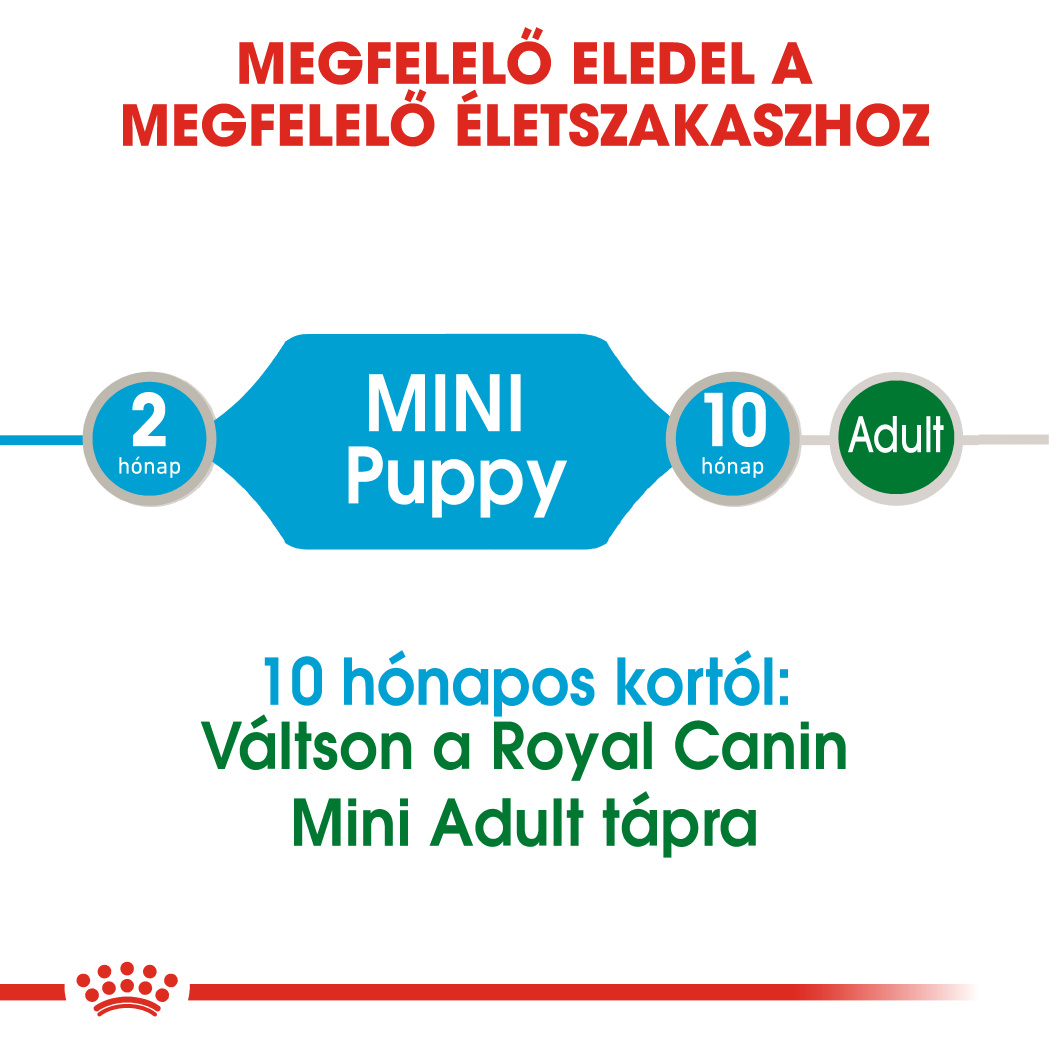 MEGFELELŐ ELEDEL A
MEGFELELŐ ÉLETSZAKASZHOZ
2
hónap
MINI
Puppy
10
hónap
Adult
10 hónapos kortól:
Váltson a Royal Canin
Mini Adult tápra